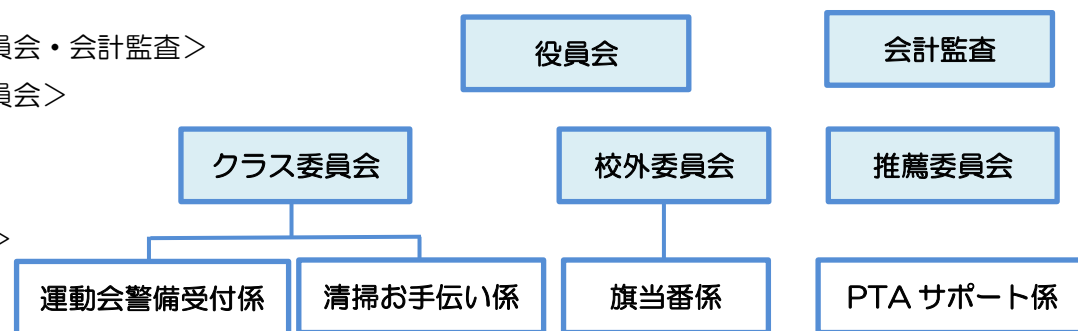 員会・会計監査＞
役員会
会計監査
員会＞
クラス委員会
校外委員会
推薦委員会
＞
運動会警備受付係
清掃お手伝い係
旗当番係
PTA サポート係